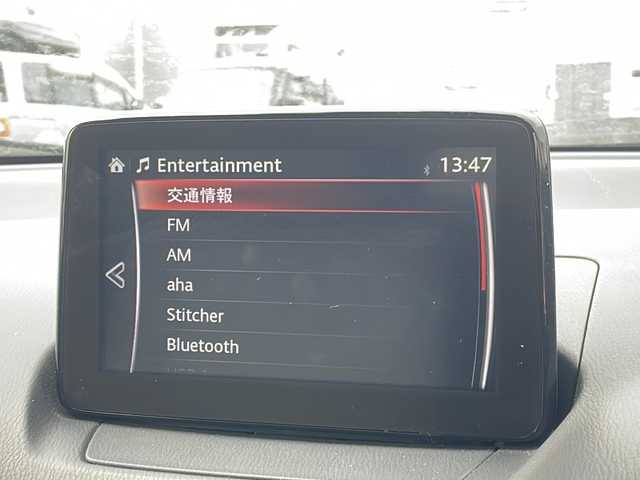 Entertainment 13:47
交通情報
FM
AM
aha
Stitcher
Bluetooth